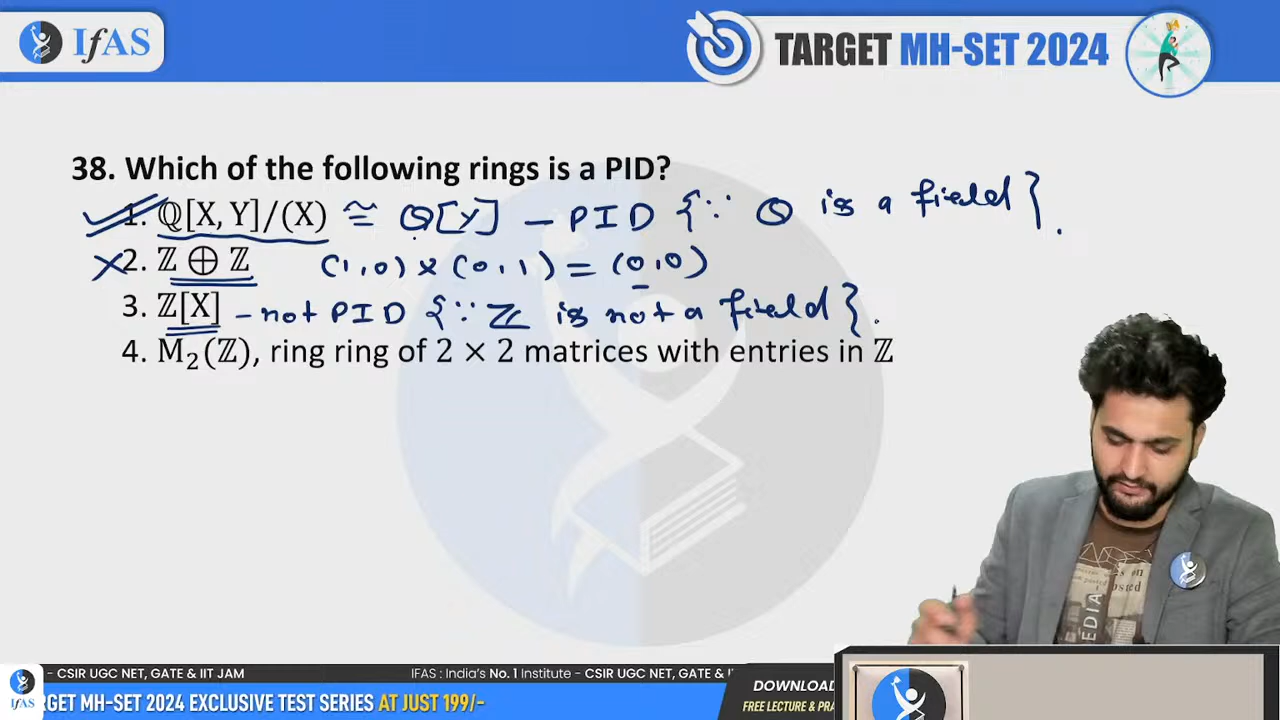 IfAS
TARGET MH-SET 2024
38. Which of the following rings is a PID?
1. ℚ[X, Y]/(X) ≅ ℚ[Y] - PID {∵ ℚ is a field}.
2. ℤ ⊕ ℤ (1,0) × (0,1) = (0,0)
3. ℤ[X] - not PID {∵ ℤ is not a field}.
4. M₂(ℤ), ring ring of 2 × 2 matrices with entries in ℤ
MEDIA
- CSIR UGC NET, GATE & IIT JAM IFAS : India's No. 1 Institute - CSIR UGC NET, GATE &
IFAS
RGET MH-SET 2024 EXCLUSIVE TEST SERIES AT JUST 199/-
DOWNLOAD
FREE LECTURE &